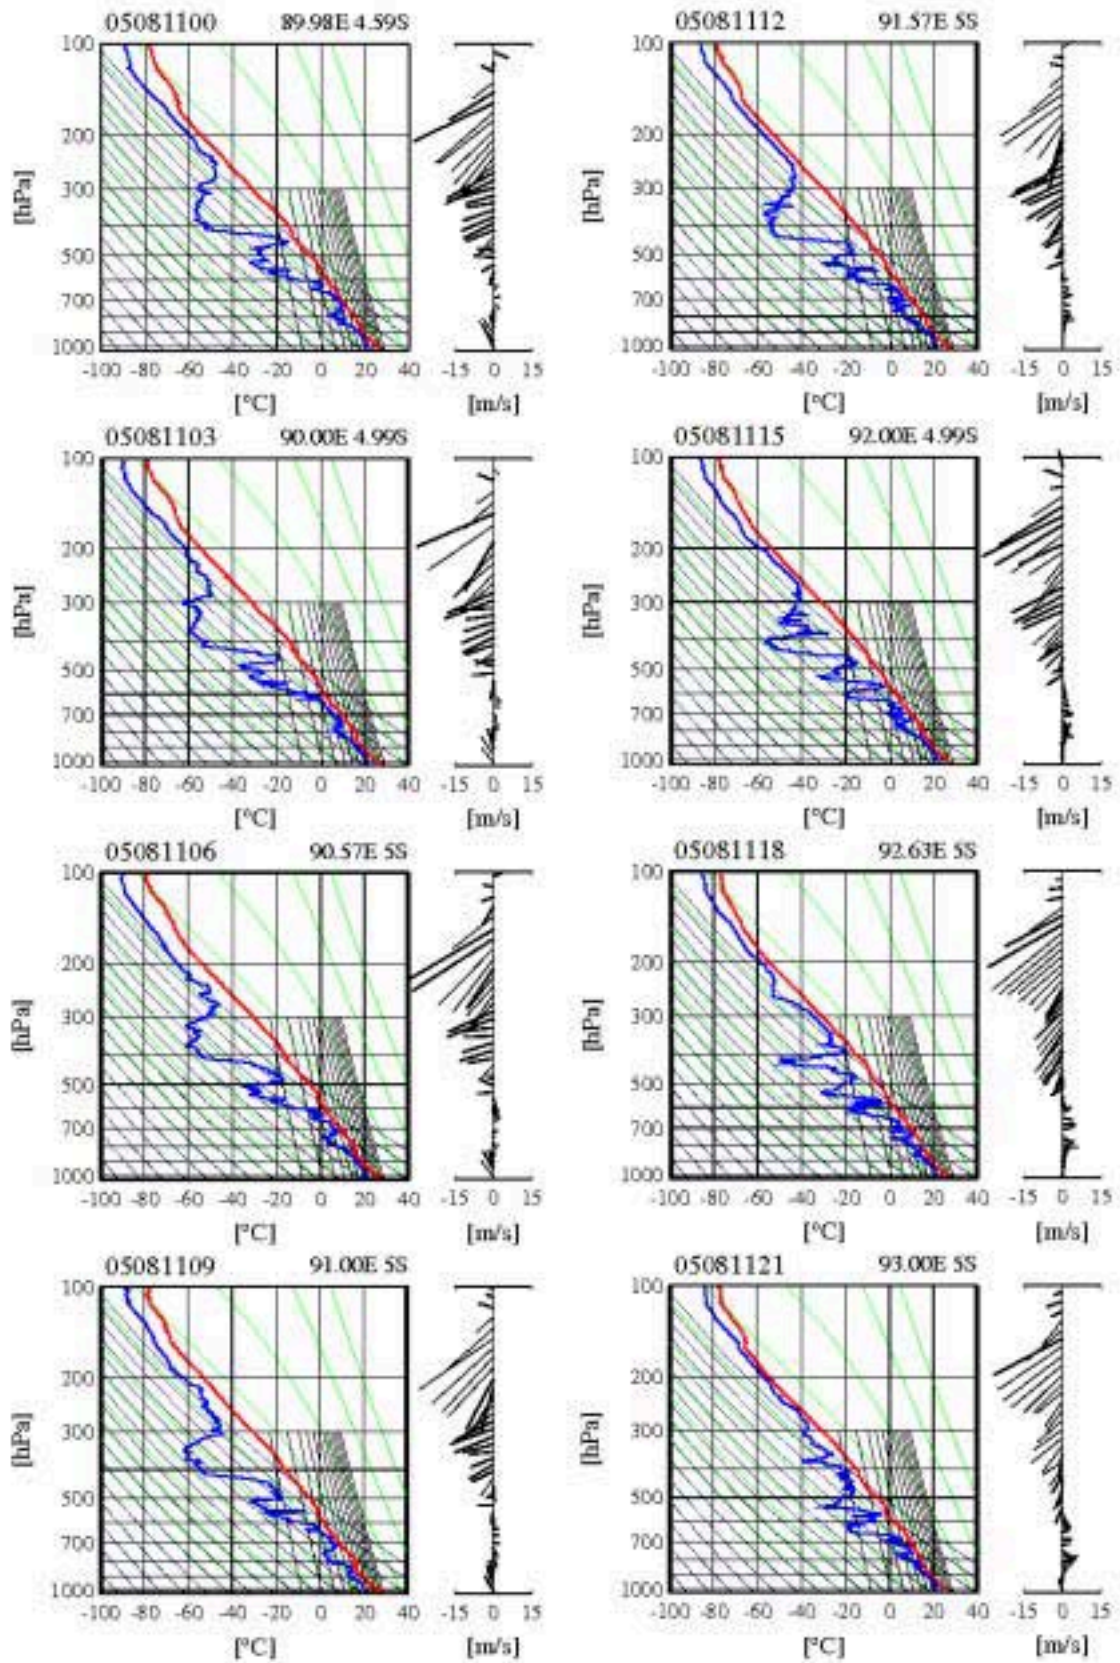 05081100 89.98E 4.59S
100
200
300
500
700
1000
[hPa]
-100 -80 -60 -40 -20 0 20 40
[°C]
-15 0 15
[m/s]
05081112 91.57E 5S
100
200
300
500
700
1000
[hPa]
-100 -80 -60 -40 -20 0 20 40
[°C]
-15 0 15
[m/s]
05081103 90.00E 4.99S
100
200
300
500
700
1000
[hPa]
-100 -80 -60 -40 -20 0 20 40
[°C]
-15 0 15
[m/s]
05081115 92.00E 4.99S
100
200
300
500
700
1000
[hPa]
-100 -80 -60 -40 -20 0 20 40
[°C]
-15 0 15
[m/s]
05081106 90.57E 5S
100
200
300
500
700
1000
[hPa]
-100 -80 -60 -40 -20 0 20 40
[°C]
-15 0 15
[m/s]
05081118 92.63E 5S
100
200
300
500
700
1000
[hPa]
-100 -80 -60 -40 -20 0 20 40
[°C]
-15 0 15
[m/s]
05081109 91.00E 5S
100
200
300
500
700
1000
[hPa]
-100 -80 -60 -40 -20 0 20 40
[°C]
-15 0 15
[m/s]
05081121 93.00E 5S
100
200
300
500
700
1000
[hPa]
-100 -80 -60 -40 -20 0 20 40
[°C]
-15 0 15
[m/s]